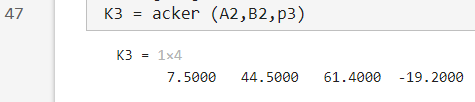 47 K3 = acker (A2,B2,p3)
K3 = 1×4
7.5000 44.5000 61.4000 -19.2000